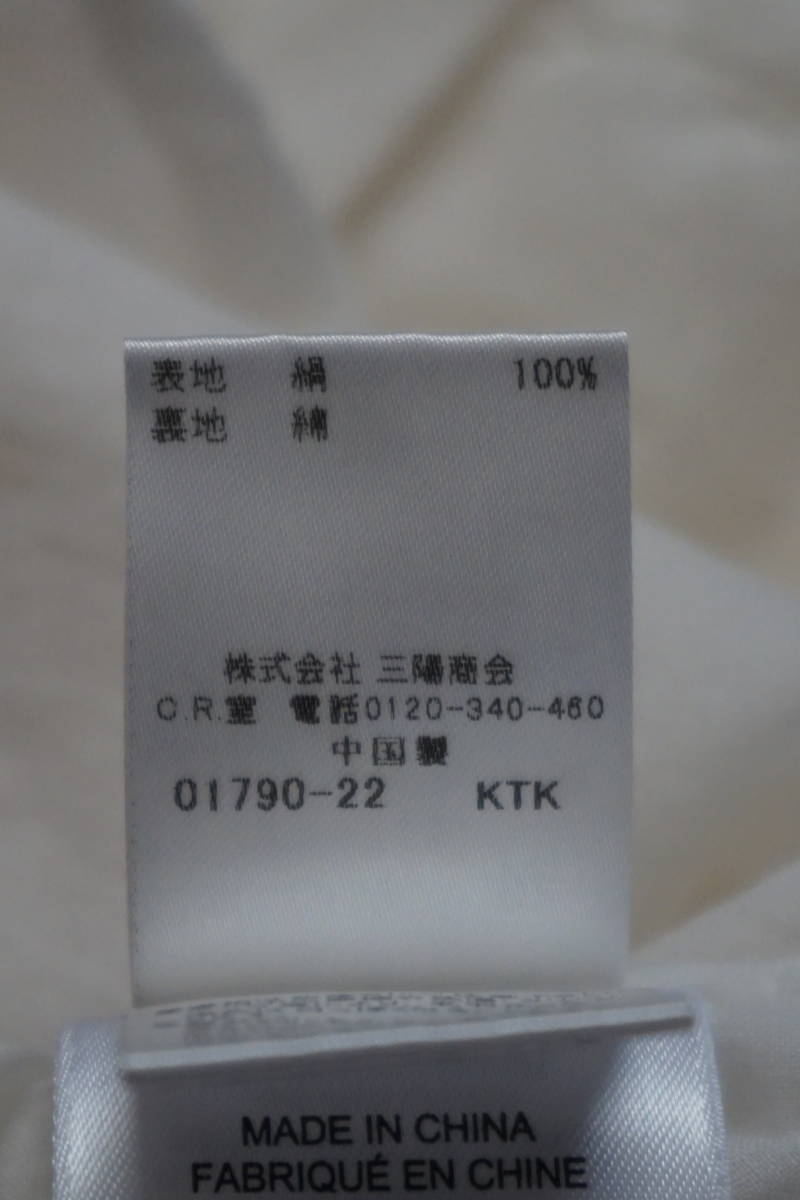 表地 絹 100%
裏地 綿
株式会社 三陽商会
C.R.室 電話0120-340-460
中国製
01790-22 KTK
MADE IN CHINA
FABRIQUÉ EN CHINE